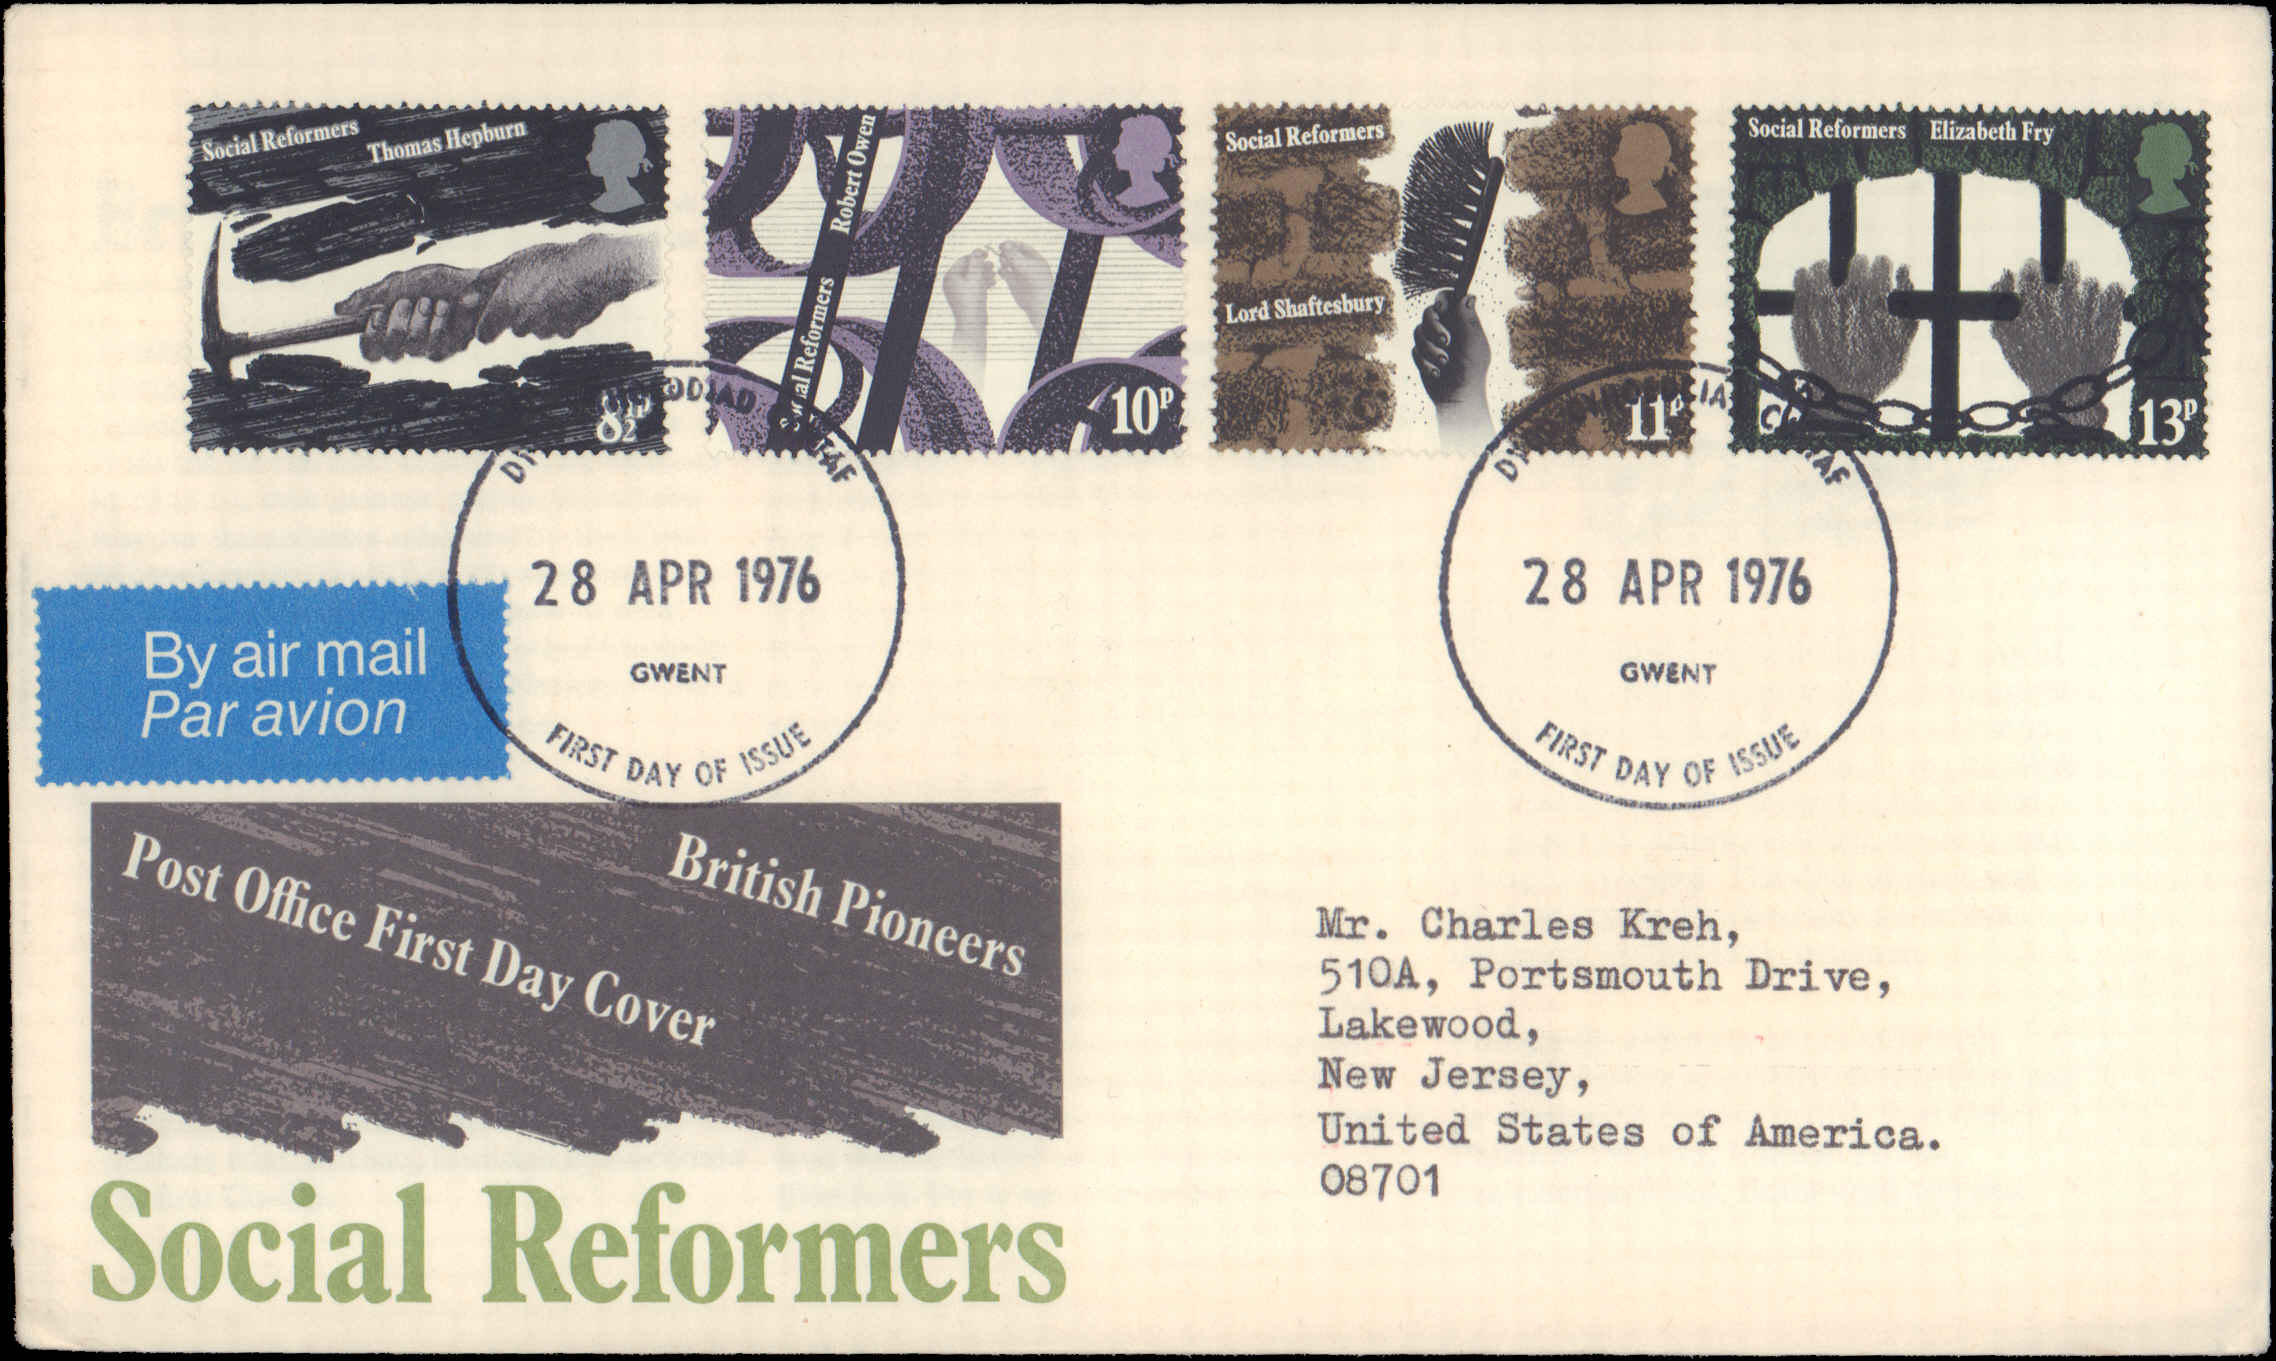 Social Reformers Thomas Hepburn
8½P
Social Reformers Robert Owen
10P
Social Reformers
Lord Shaftesbury
11P
Social Reformers Elizabeth Fry
13P
28 APR 1976
GWENT
FIRST DAY OF ISSUE
28 APR 1976
GWENT
FIRST DAY OF ISSUE
By air mail
Par avion
Post Office First Day Cover
British Pioneers
Social Reformers
Mr. Charles Kreh,
510A, Portsmouth Drive,
Lakewood,
New Jersey,
United States of America.
08701